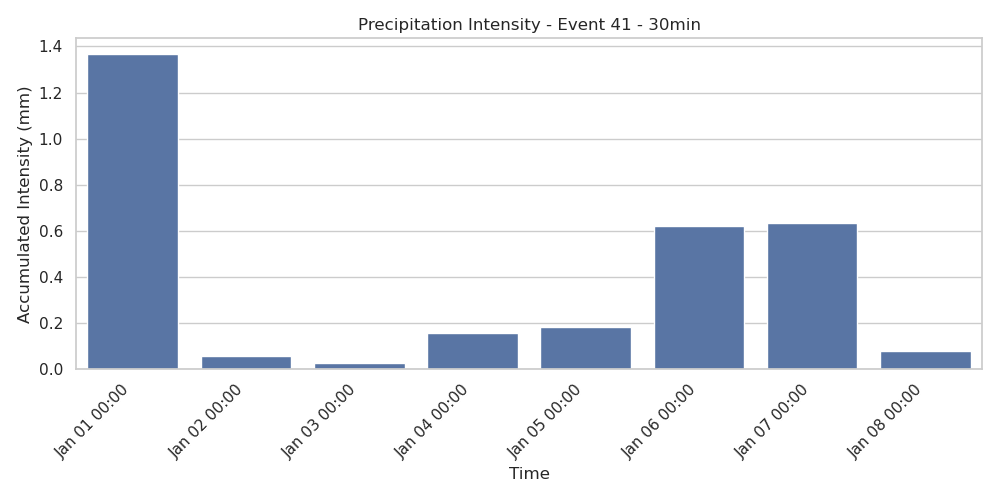 Precipitation Intensity - Event 41 - 30min
Accumulated Intensity (mm)
1.4
1.2
1.0
0.8
0.6
0.4
0.2
0.0
Jan 01 00:00
Jan 02 00:00
Jan 03 00:00
Jan 04 00:00
Jan 05 00:00
Jan 06 00:00
Jan 07 00:00
Jan 08 00:00
Time